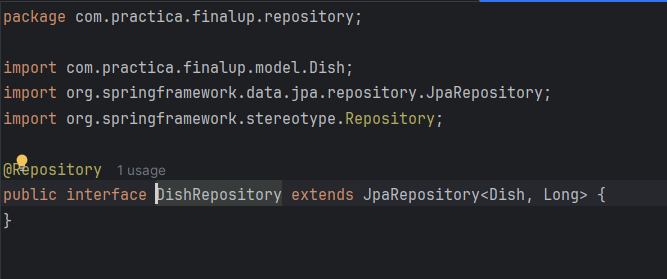 package com.practica.finalup.repository;
import com.practica.finalup.model.Dish;
import org.springframework.data.jpa.repository.JpaRepository;
import org.springframework.stereotype.Repository;
@Repository 1 usage
public interface DishRepository extends JpaRepository<Dish, Long> {
}